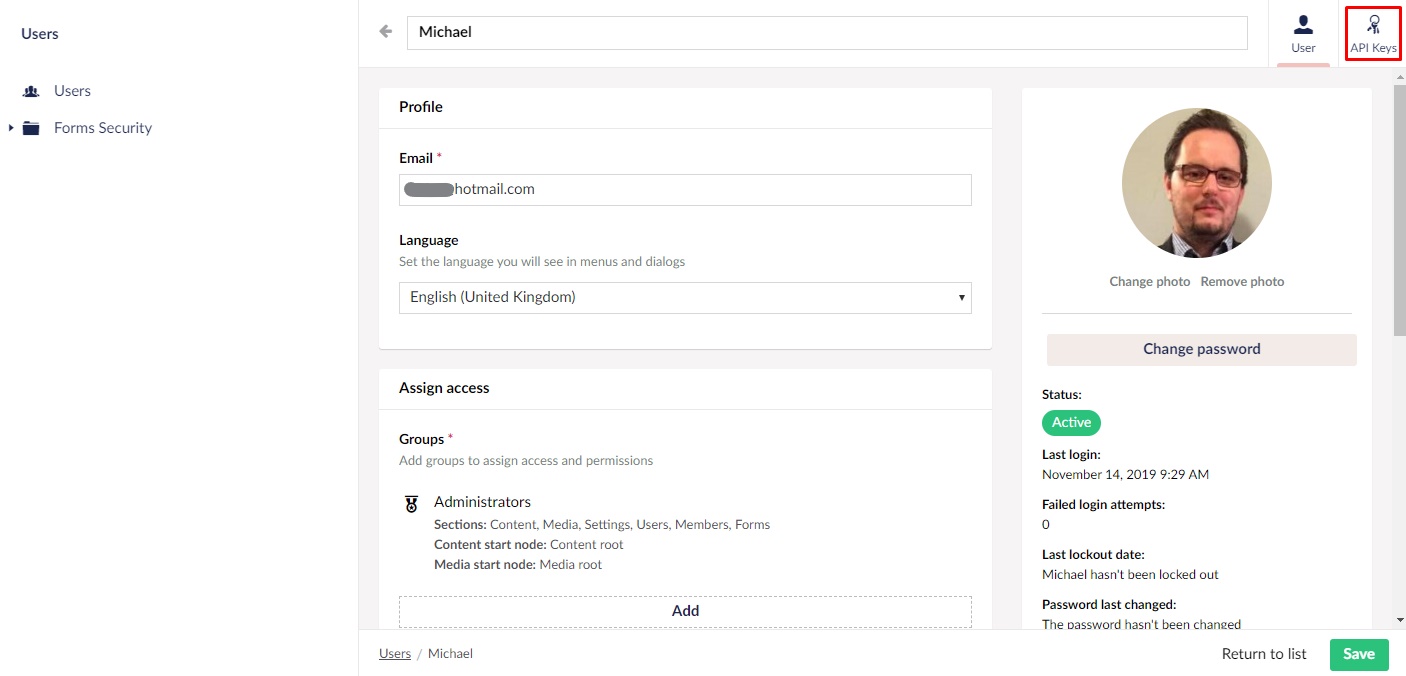 Users
Users
Forms Security
Michael
User
API Keys
Profile
Email *
hotmail.com
Language
Set the language you will see in menus and dialogs
English (United Kingdom)
Assign access
Groups *
Add groups to assign access and permissions
Administrators
Sections: Content, Media, Settings, Users, Members, Forms
Content start node: Content root
Media start node: Media root
Add
Change photo Remove photo
Change password
Status:
Active
Last login:
November 14, 2019 9:29 AM
Failed login attempts:
0
Last lockout date:
Michael hasn't been locked out
Password last changed:
The password hasn't been changed
Users / Michael
Return to list
Save